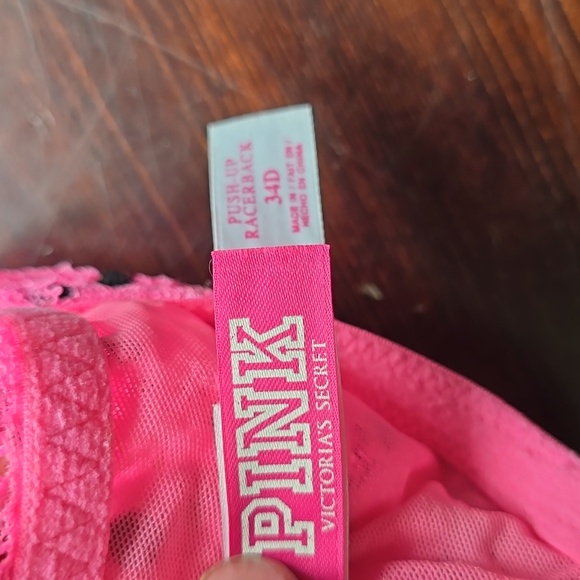 PUSH-UP
RACERBACK
34D
MADE IN / FAIT EN /
HECHO EN CHINA
PINK
VICTORIA'S SECRET